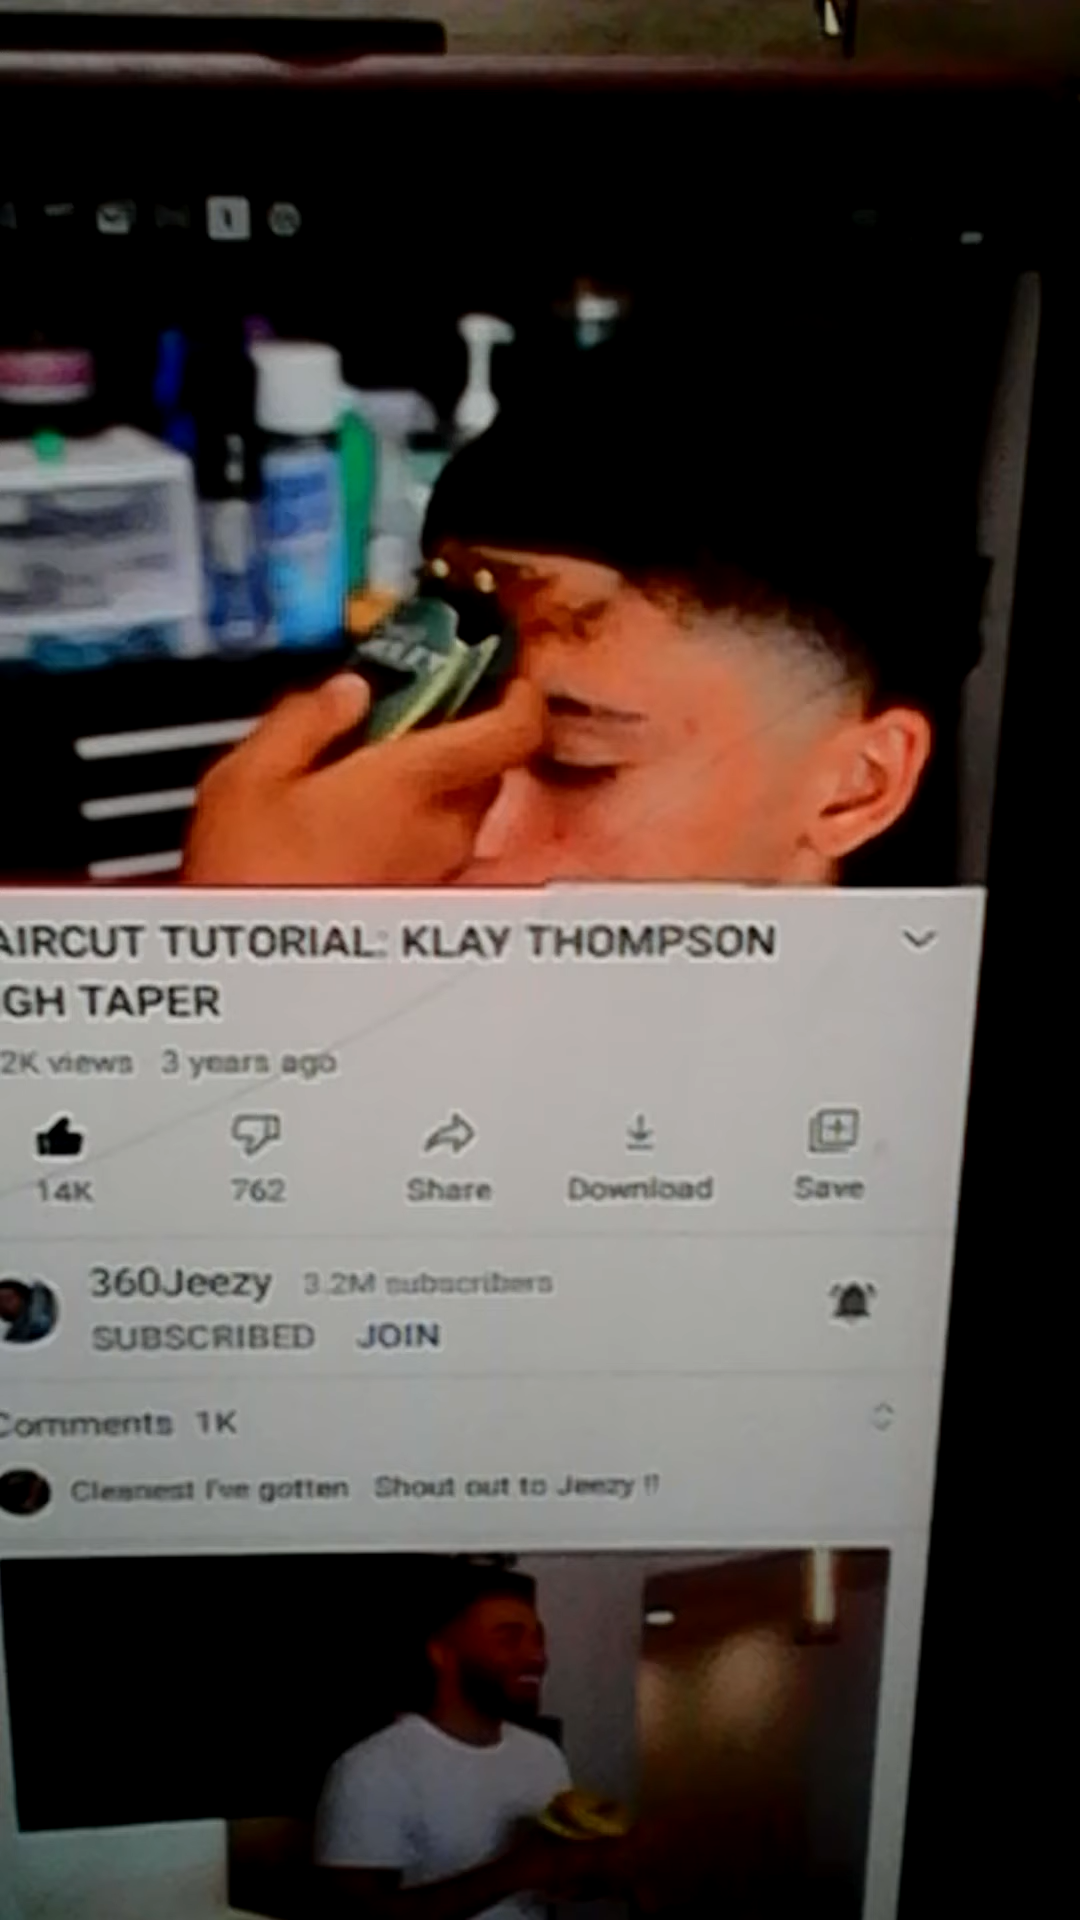 AIRCUT TUTORIAL: KLAY THOMPSON
GH TAPER
2K views 3 years ago
14K 762 Share Download Save
360Jeezy 3.2M subscribers
SUBSCRIBED JOIN
Comments 1K
Cleanest I've gotten Shout out to Jeezy !!